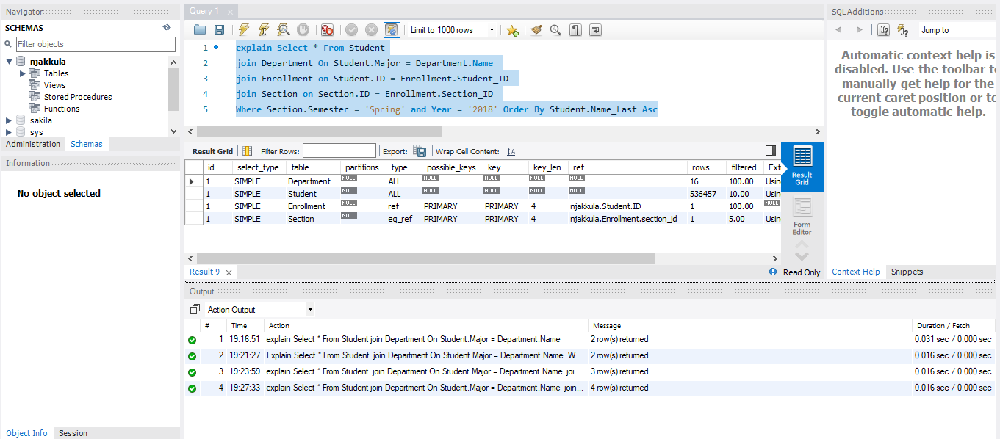 Navigator
SCHEMAS
Filter objects
njakkula
Tables
Views
Stored Procedures
Functions
sakila
sys
Administration Schemas
Information
No object selected
Object Info Session
Query 1
Limit to 1000 rows
1 explain Select * From Student
2 join Department On Student.Major = Department.Name
3 join Enrollment on Student.ID = Enrollment.Student_ID
4 join Section on Section.ID = Enrollment.Section_ID
5 Where Section.Semester = 'Spring' and Year = '2018' Order By Student.Name_Last Asc
Result Grid Filter Rows: Export: Wrap Cell Content: IA
id select_type table partitions type possible_keys key key_len ref rows filtered Ext
1 SIMPLE Department NULL ALL NULL NULL NULL NULL 16 100.00 Usin
1 SIMPLE Student NULL ALL NULL NULL NULL NULL 536457 10.00 Usin
1 SIMPLE Enrollment NULL ref PRIMARY PRIMARY 4 njakkula.Student.ID 1 100.00 NULL
1 SIMPLE Section NULL eq_ref PRIMARY PRIMARY 4 njakkula.Enrollment.section_id 1 5.00 Usin
Result
Grid
Form
Editor
Result 9 Read Only
Output
Action Output
# Time Action Message Duration / Fetch
1 19:16:51 explain Select * From Student join Department On Student.Major = Department.Name 2 row(s) returned 0.031 sec / 0.000 sec
2 19:21:27 Explain Select * From Student join Department On Student.Major = Department.Name W... 2 row(s) returned 0.016 sec / 0.000 sec
3 19:23:59 explain Select * From Student join Department On Student.Major = Department.Name joi... 3 row(s) returned 0.016 sec / 0.000 sec
4 19:27:33 explain Select * From Student join Department On Student.Major = Department.Name join... 4 row(s) returned 0.016 sec / 0.000 sec
SQLAdditions
Jump to
Automatic context help is
disabled. Use the toolbar to
manually get help for the
current caret position or to
toggle automatic help.
Context Help Snippets